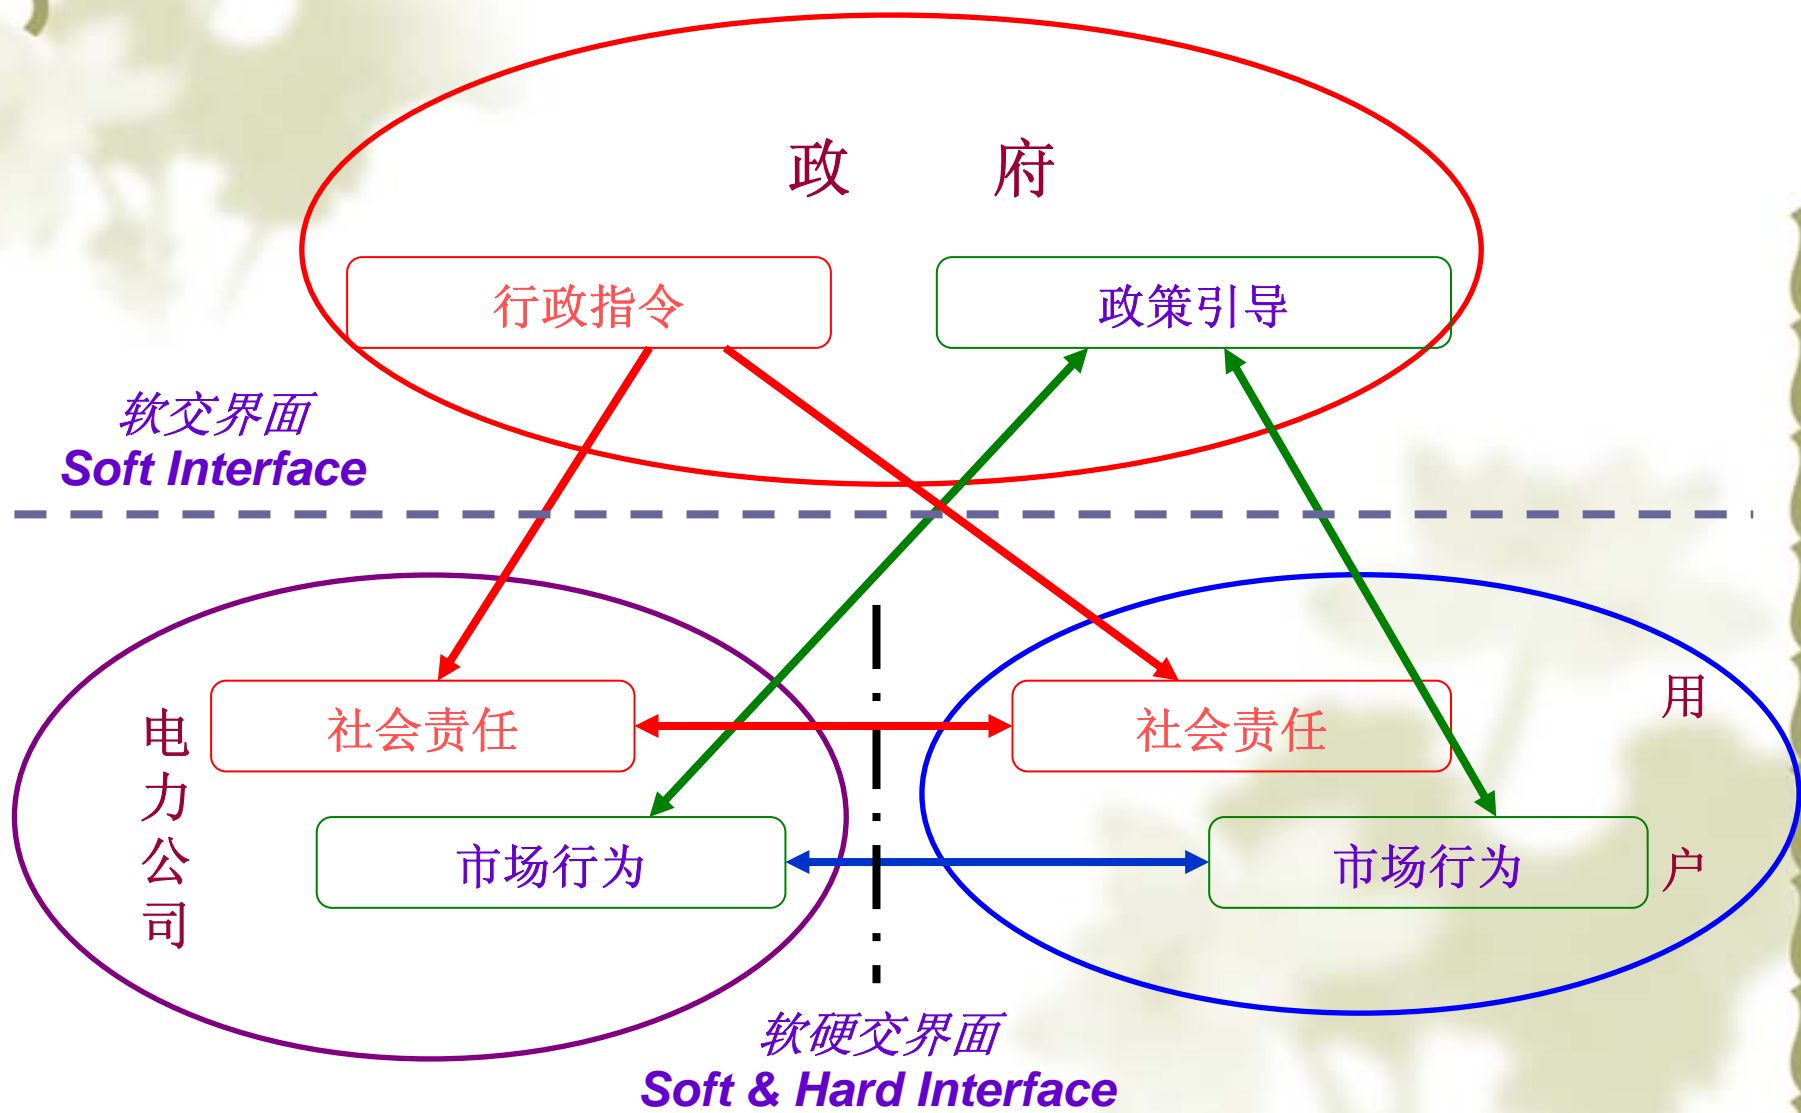 政 府
行政指令
政策引导
软交界面
Soft Interface
电力公司
社会责任
社会责任
用户
市场行为
市场行为
软硬交界面
Soft & Hard Interface